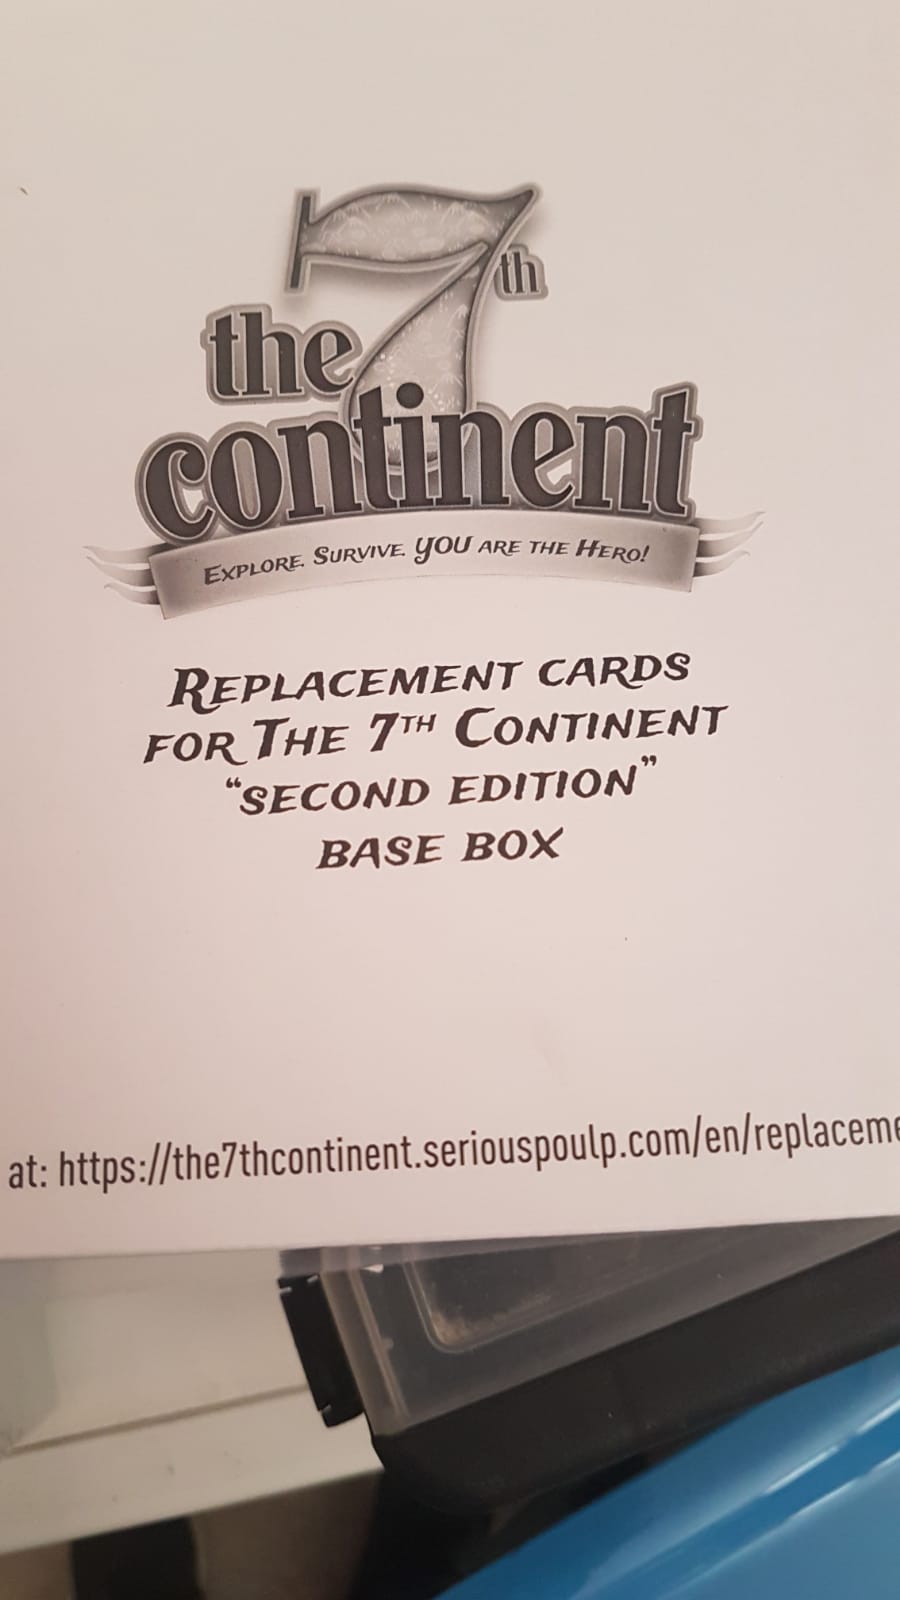 the 7th
continent
EXPLORE. SURVIVE. YOU ARE THE HERO!
REPLACEMENT CARDS
FOR THE 7TH CONTINENT
“SECOND EDITION”
BASE BOX
at: https://the7thcontinent.seriouspoulp.com/en/replaceme